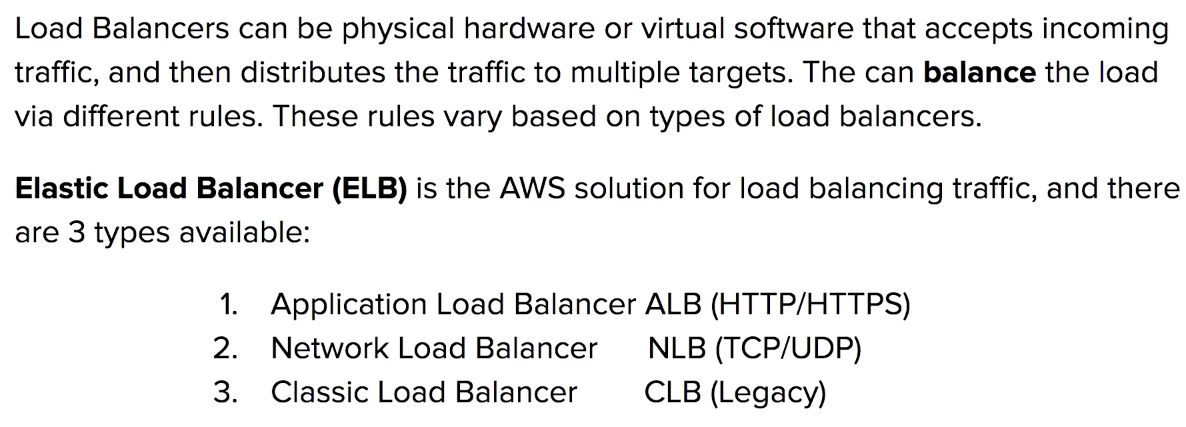 Load Balancers can be physical hardware or virtual software that accepts incoming
traffic, and then distributes the traffic to multiple targets. The can balance the load
via different rules. These rules vary based on types of load balancers.
Elastic Load Balancer (ELB) is the AWS solution for load balancing traffic, and there
are 3 types available:
1. Application Load Balancer ALB (HTTP/HTTPS)
2. Network Load Balancer NLB (TCP/UDP)
3. Classic Load Balancer CLB (Legacy)